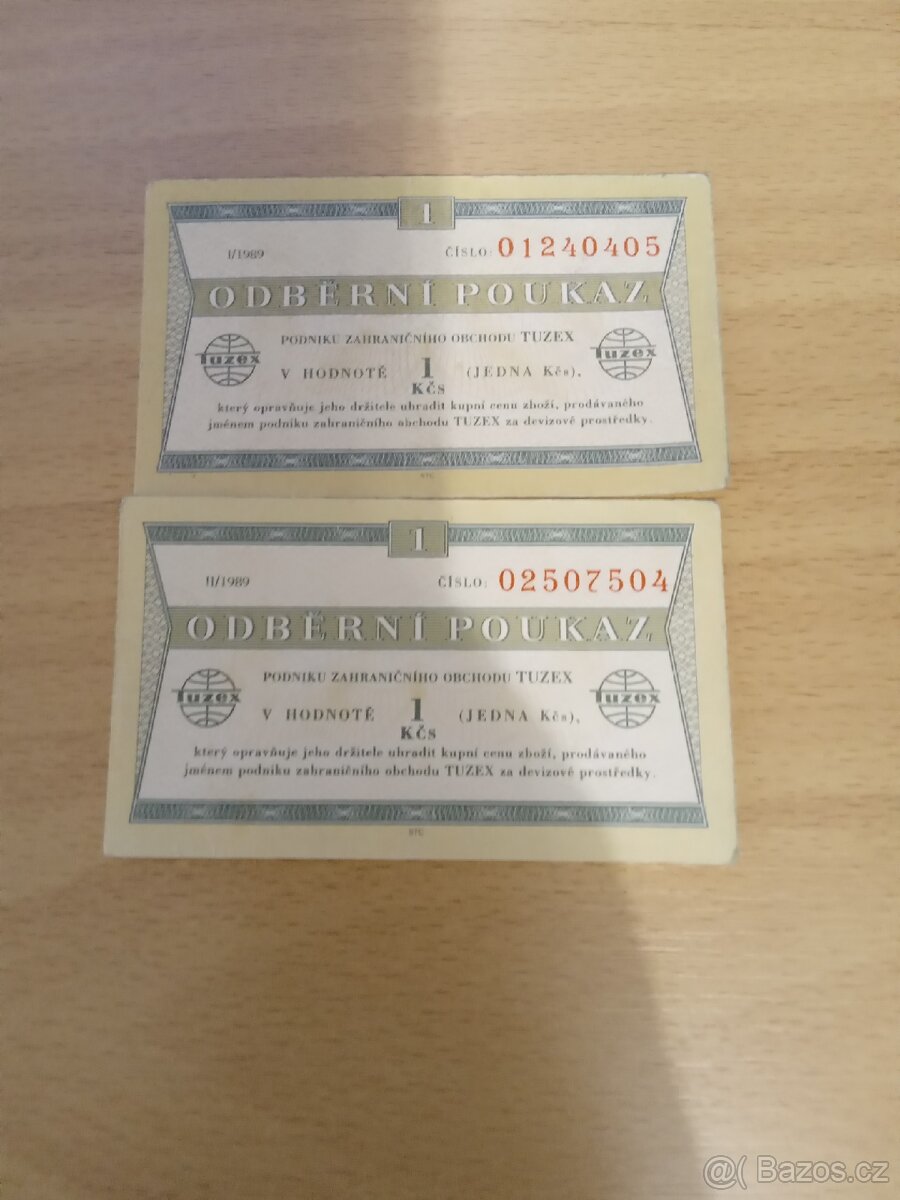 1
I/1989
ČÍSLO: 01240405
ODBĚRNÍ POUKAZ
PODNIKU ZAHRANIČNÍHO OBCHODU TUZEX
Tuzex
Tuzex
V HODNOTĚ 1 (JEDNA Kčs),
KČS
který opravňuje jeho držitele uhradit kupní cenu zboží, prodávaného
jménem podniku zahraničního obchodu TUZEX za devizové prostředky.
STC
1
II/1989
ČÍSLO: 02507504
ODBĚRNÍ POUKAZ
PODNIKU ZAHRANIČNÍHO OBCHODU TUZEX
Tuzex
Tuzex
V HODNOTĚ 1 (JEDNA Kčs),
KČS
který opravňuje jeho držitele uhradit kupní cenu zboží, prodávaného
jménem podniku zahraničního obchodu TUZEX za devizové prostředky.
STC
@( Bazos.cz